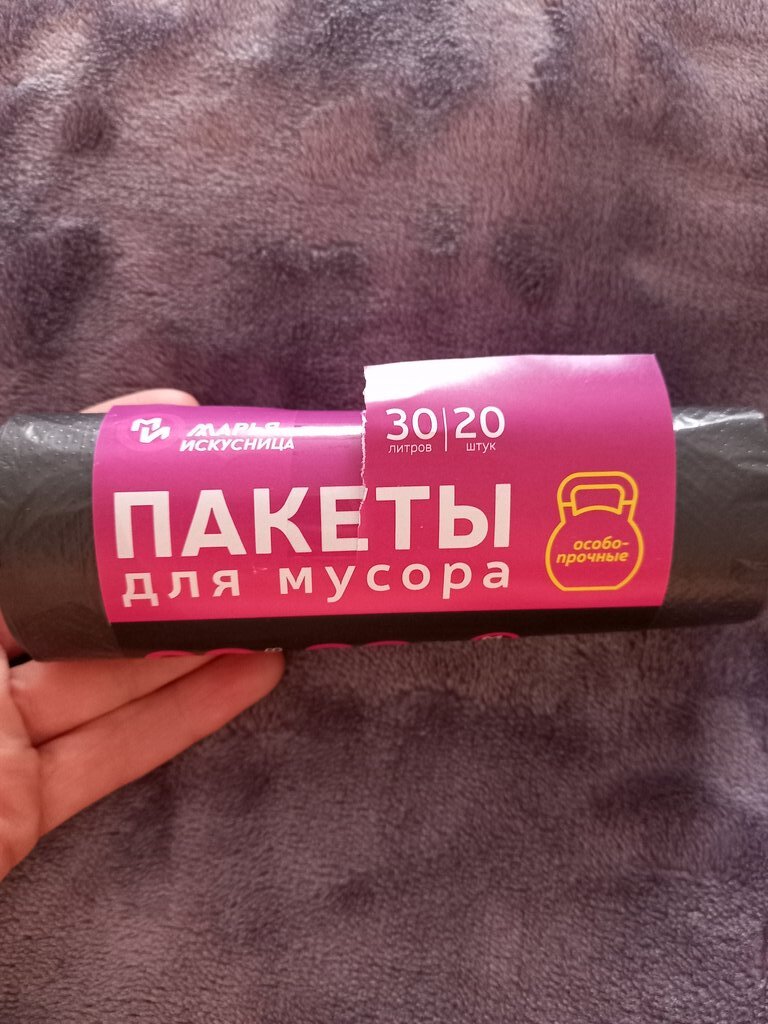 МАРЬЯ
ИСКУСНИЦА
30 | 20
литров штук
ПАКЕТЫ
для мусора
особо-
прочные